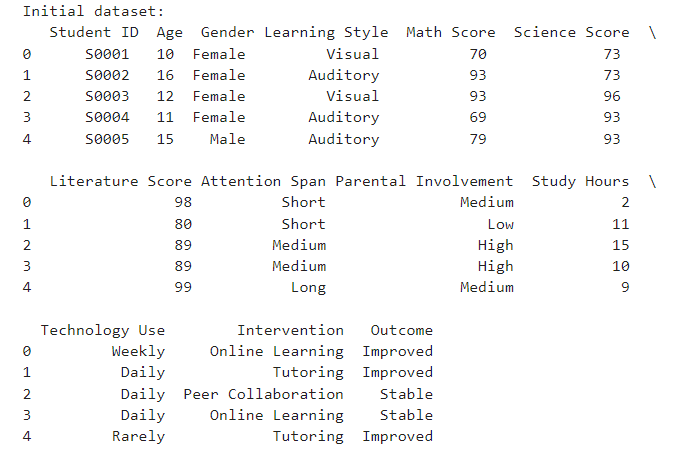 Initial dataset:
Student ID Age Gender Learning Style Math Score Science Score \
0 S0001 10 Female Visual 70 73
1 S0002 16 Female Auditory 93 73
2 S0003 12 Female Visual 93 96
3 S0004 11 Female Auditory 69 93
4 S0005 15 Male Auditory 79 93
Literature Score Attention Span Parental Involvement Study Hours \
0 98 Short Medium 2
1 80 Short Low 11
2 89 Medium High 15
3 89 Medium High 10
4 99 Long Medium 9
Technology Use Intervention Outcome
0 Weekly Online Learning Improved
1 Daily Tutoring Improved
2 Daily Peer Collaboration Stable
3 Daily Online Learning Stable
4 Rarely Tutoring Improved